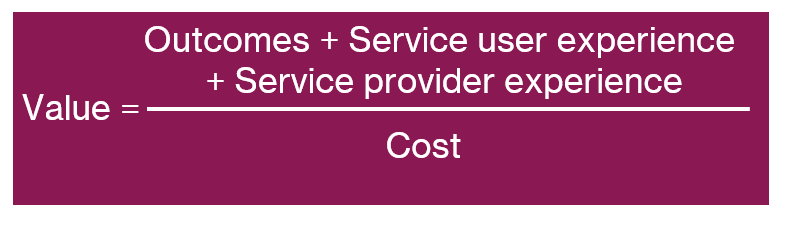 Outcomes + Service user experience
+ Service provider experience
Value =
Cost